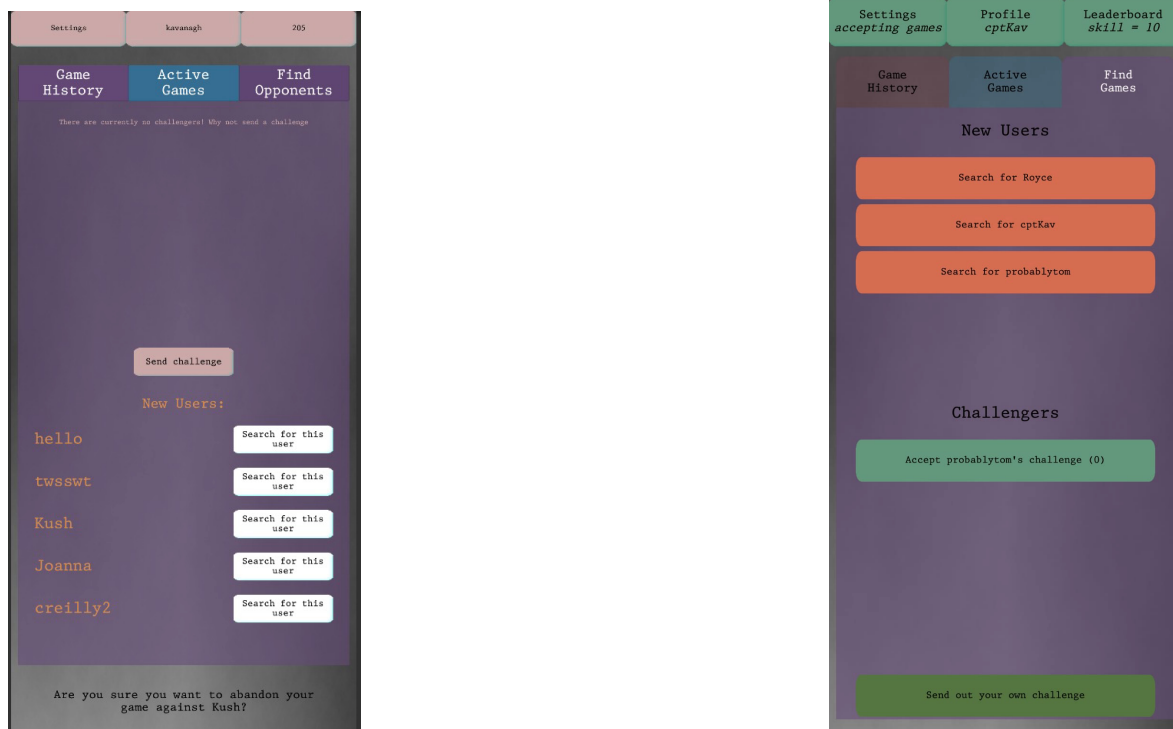 Settings
kavanagh
205
Game
History
Active
Games
Find
Opponents
There are currently no challengers! Why not send a challenge
Send challenge
New Users:
hello
Search for this
user
twsswt
Search for this
user
Kush
Search for this
user
Joanna
Search for this
user
creilly2
Search for this
user
Are you sure you want to abandon your
game against Kush?
Settings
accepting games
Profile
cptKav
Leaderboard
skill = 10
Game
History
Active
Games
Find
Games
New Users
Search for Royce
Search for cptKav
Search for probablytom
Challengers
Accept probablytom's challenge (0)
Send out your own challenge